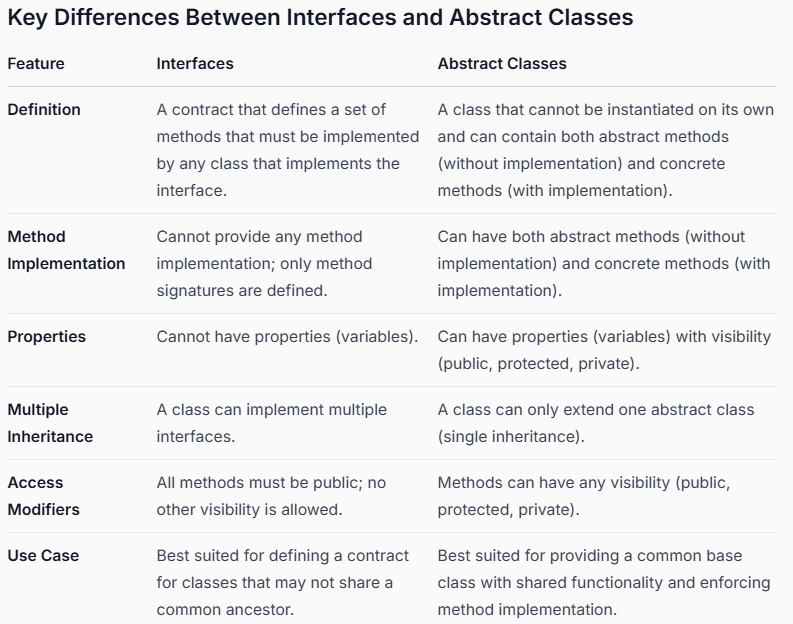 Key Differences Between Interfaces and Abstract Classes
Feature Interfaces Abstract Classes
Definition A contract that defines a set of A class that cannot be instantiated on its own
methods that must be implemented and can contain both abstract methods
by any class that implements the (without implementation) and concrete
interface. methods (with implementation).
Method Cannot provide any method Can have both abstract methods (without
Implementation implementation; only method implementation) and concrete methods (with
signatures are defined. implementation).
Properties Cannot have properties (variables). Can have properties (variables) with visibility
(public, protected, private).
Multiple A class can implement multiple A class can only extend one abstract class
Inheritance interfaces. (single inheritance).
Access All methods must be public; no Methods can have any visibility (public,
Modifiers other visibility is allowed. protected, private).
Use Case Best suited for defining a contract Best suited for providing a common base
for classes that may not share a class with shared functionality and enforcing
common ancestor. method implementation.